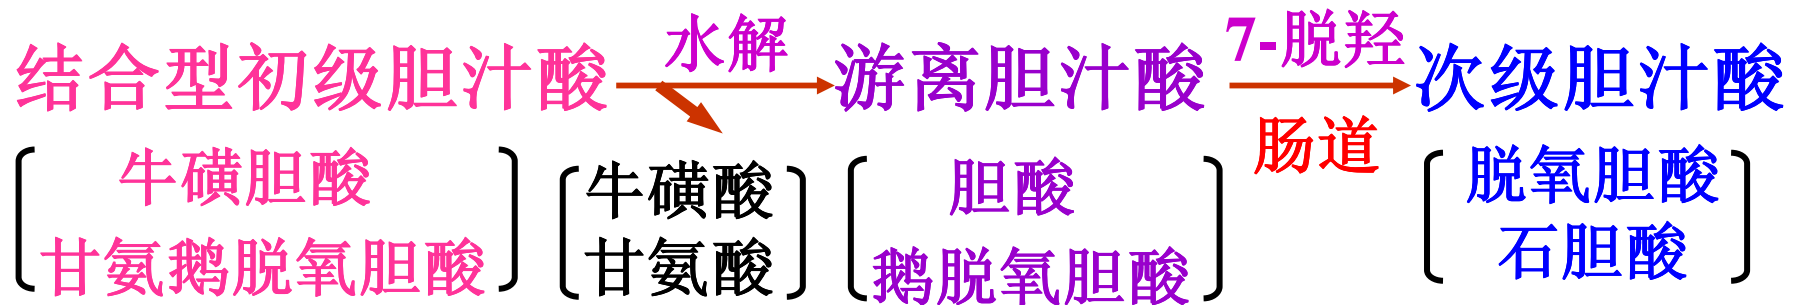 水解
7-脱羟
结合型初级胆汁酸
游离胆汁酸
次级胆汁酸
肠道
牛磺胆酸
甘氨鹅脱氧胆酸
牛磺酸
甘氨酸
胆酸
鹅脱氧胆酸
脱氧胆酸
石胆酸